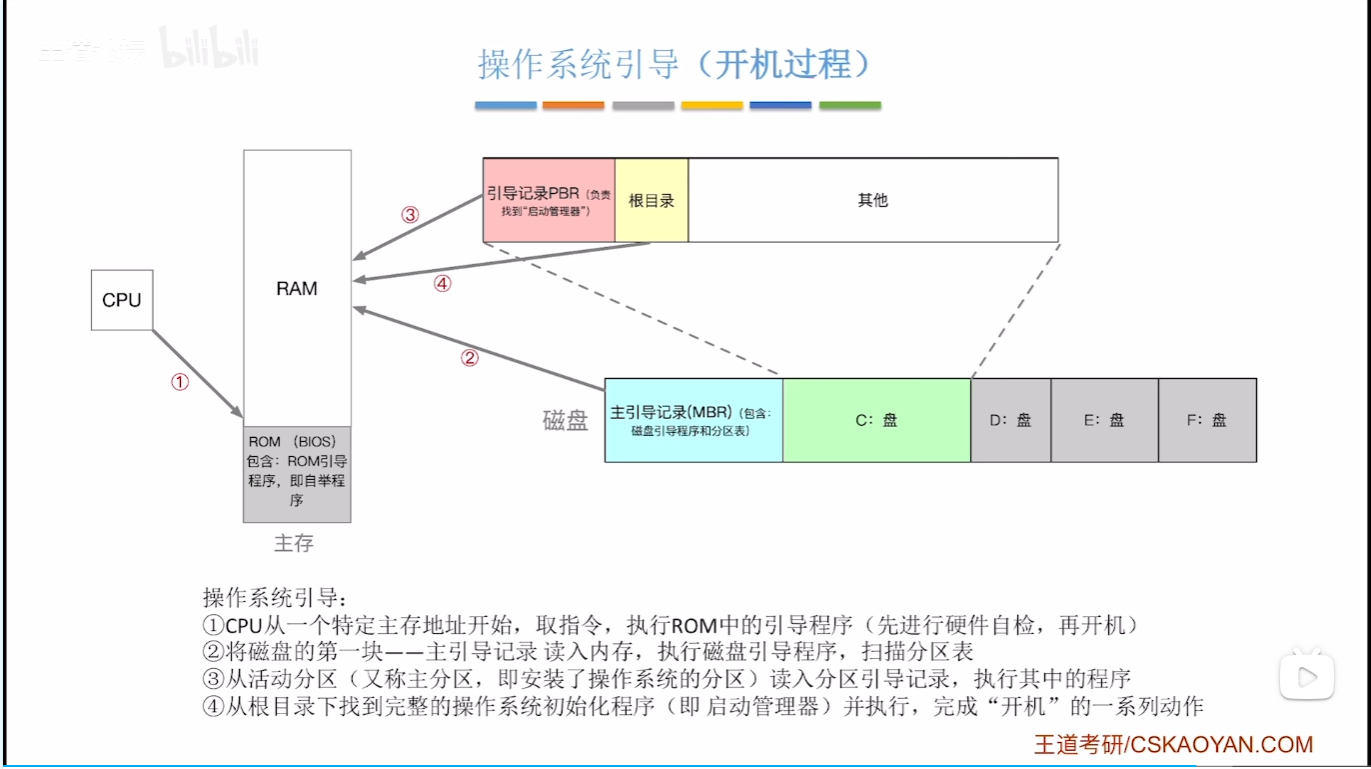 bilibili
操作系统引导（开机过程）
引导记录PBR（负责
找到“启动管理器”）
根目录
其他
③
④
RAM
CPU
①
②
磁盘
主引导记录(MBR)（包含：
磁盘引导程序和分区表）
C：盘
D：盘
E：盘
F：盘
ROM （BIOS）
包含：ROM引导
程序，即自举程
序
主存
操作系统引导：
①CPU从一个特定主存地址开始，取指令，执行ROM中的引导程序（先进行硬件自检，再开机）
②将磁盘的第一块——主引导记录 读入内存，执行磁盘引导程序，扫描分区表
③从活动分区（又称主分区，即安装了操作系统的分区）读入分区引导记录，执行其中的程序
④从根目录下找到完整的操作系统初始化程序（即 启动管理器）并执行，完成“开机”的一系列动作
王道考研/CSKAOYAN.COM